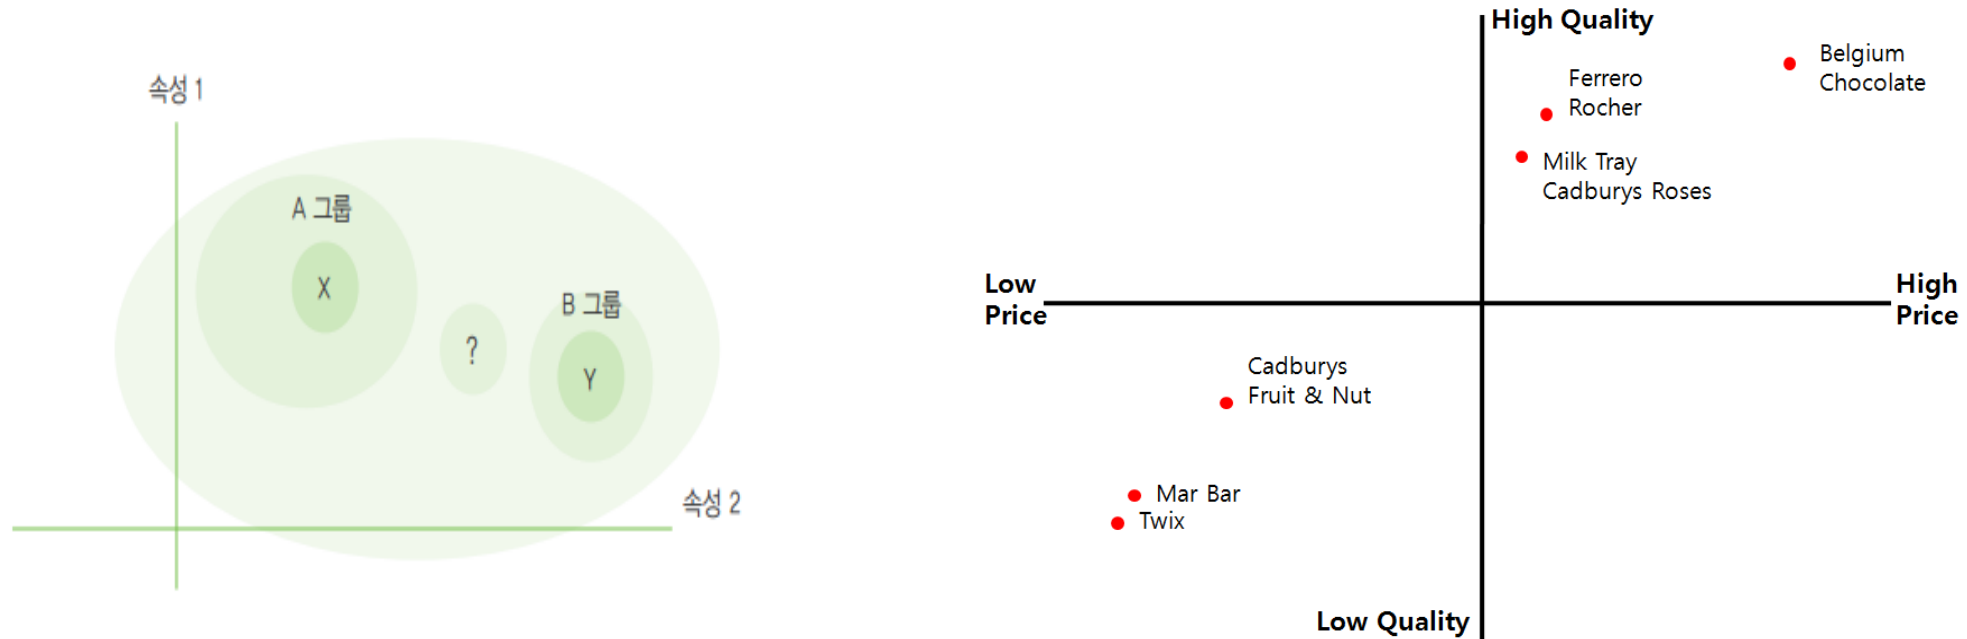 속성 1
A 그룹
X
?
B 그룹
Y
속성 2
High Quality
Belgium
Chocolate
Ferrero
Rocher
Milk Tray
Cadburys Roses
Low
Price
High
Price
Cadburys
Fruit & Nut
Mar Bar
Twix
Low Quality